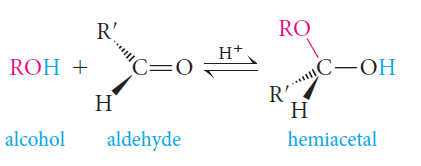 R′ RO
ROH + C=O H⁺ ⇌ C—OH
H R′ H
alcohol aldehyde hemiacetal